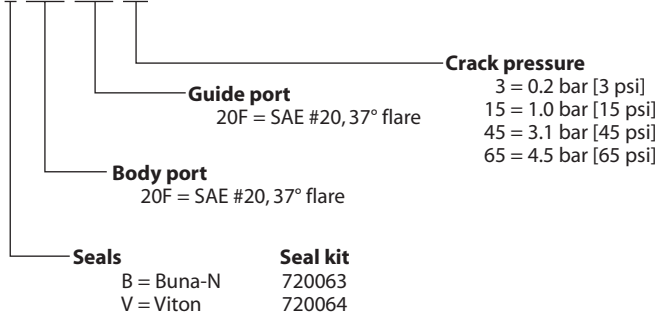 Crack pressure
3 = 0.2 bar [3 psi]
15 = 1.0 bar [15 psi]
45 = 3.1 bar [45 psi]
65 = 4.5 bar [65 psi]
Guide port
20F = SAE #20, 37° flare
Body port
20F = SAE #20, 37° flare
Seals Seal kit
B = Buna-N 720063
V = Viton 720064